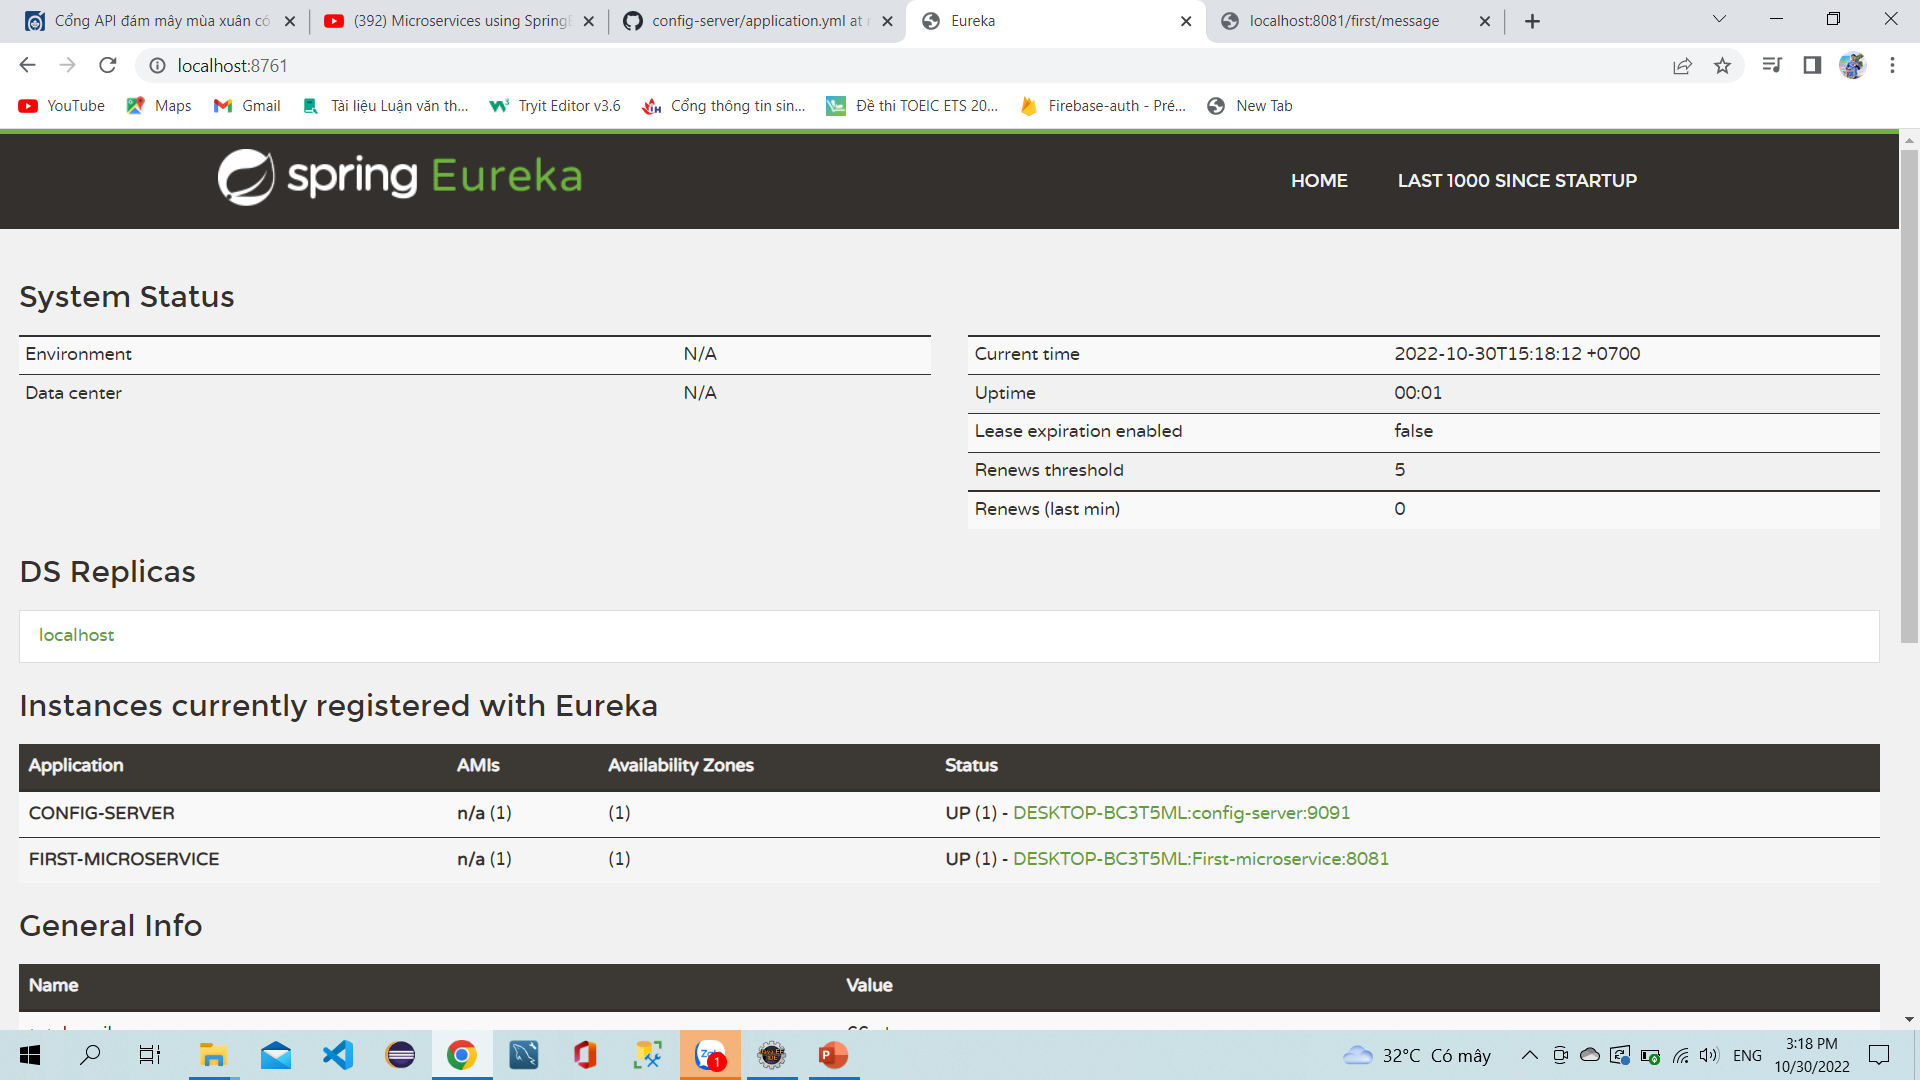 Cổng API đám mây mùa xuân có
(392) Microservices using Spring
config-server/application.yml at
Eureka
localhost:8081/first/message
localhost:8761
YouTube
Maps
Gmail
Tài liệu Luận văn th...
Tryit Editor v3.6
Cổng thông tin sin...
Đề thi TOEIC ETS 20...
Firebase-auth - Pré...
New Tab
spring Eureka
HOME
LAST 1000 SINCE STARTUP
System Status
Environment N/A
Data center N/A
Current time 2022-10-30T15:18:12 +0700
Uptime 00:01
Lease expiration enabled false
Renews threshold 5
Renews (last min) 0
DS Replicas
localhost
Instances currently registered with Eureka
Application AMIs Availability Zones Status
CONFIG-SERVER n/a (1) (1) UP (1) - DESKTOP-BC3T5ML:config-server:9091
FIRST-MICROSERVICE n/a (1) (1) UP (1) - DESKTOP-BC3T5ML:First-microservice:8081
General Info
Name Value
1
32°C Có mây
ENG
3:18 PM
10/30/2022